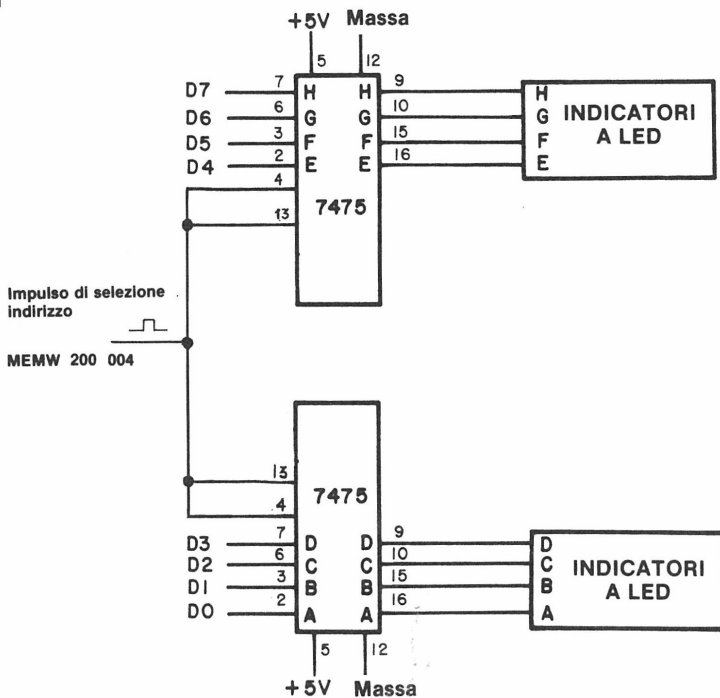 +5V Massa
5 12
D7 7 H H 9 H
D6 6 G G 10 G
D5 3 F F 15 F
D4 2 E E 16 E
INDICATORI
A LED
4
7475
13
Impulso di selezione
indirizzo
MEMW 200 004
13
7475
4
D3 7 D D 9 D
D2 6 C C 10 C
D1 3 B B 15 B
D0 2 A A 16 A
INDICATORI
A LED
5 12
+5V Massa